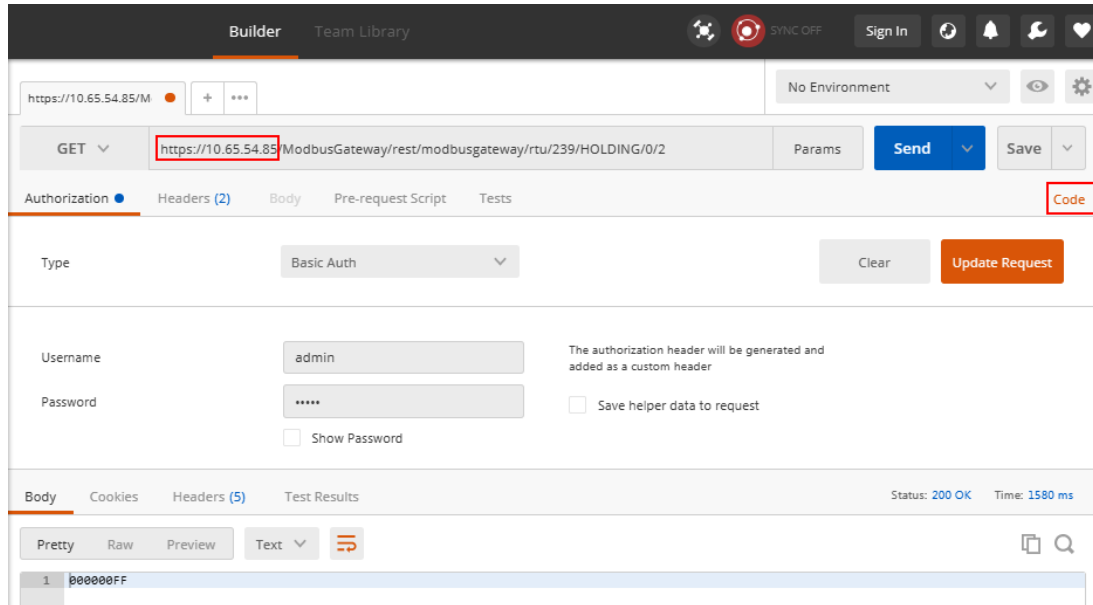 Builder Team Library SYNC OFF Sign In
https://10.65.54.85/M + ••• No Environment
GET https://10.65.54.85/ModbusGateway/rest/modbusgateway/rtu/239/HOLDING/0/2 Params Send Save
Authorization Headers (2) Body Pre-request Script Tests Code
Type Basic Auth Clear Update Request
Username admin The authorization header will be generated and
added as a custom header
Password ••••• Save helper data to request
Show Password
Body Cookies Headers (5) Test Results Status: 200 OK Time: 1580 ms
Pretty Raw Preview Text
1 000000FF